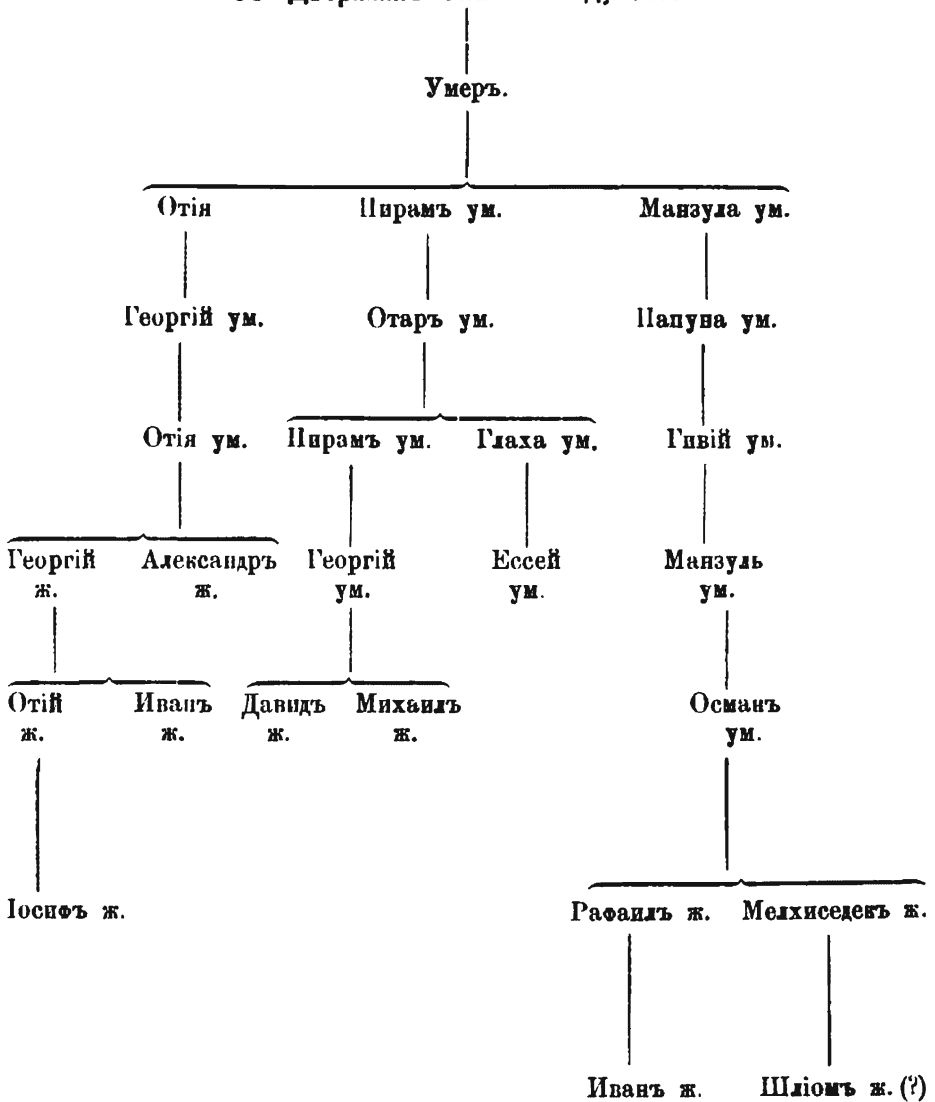 Умеръ.
Отія Пирамъ ум. Манзула ум.
Георгій ум. Отаръ ум. Папуна ум.
Отія ум. Пирамъ ум. Глаха ум. Гивій ум.
Георгій Александръ Георгій Ессей Манзуль
ж. ж. ум. ум. ум.
Отій Иванъ Давидъ Михаилъ Османъ
ж. ж. ж. ж. ум.
Іосифъ ж. Рафаилъ ж. Мелхиседекъ ж.
Иванъ ж. Шліомъ ж. (?)